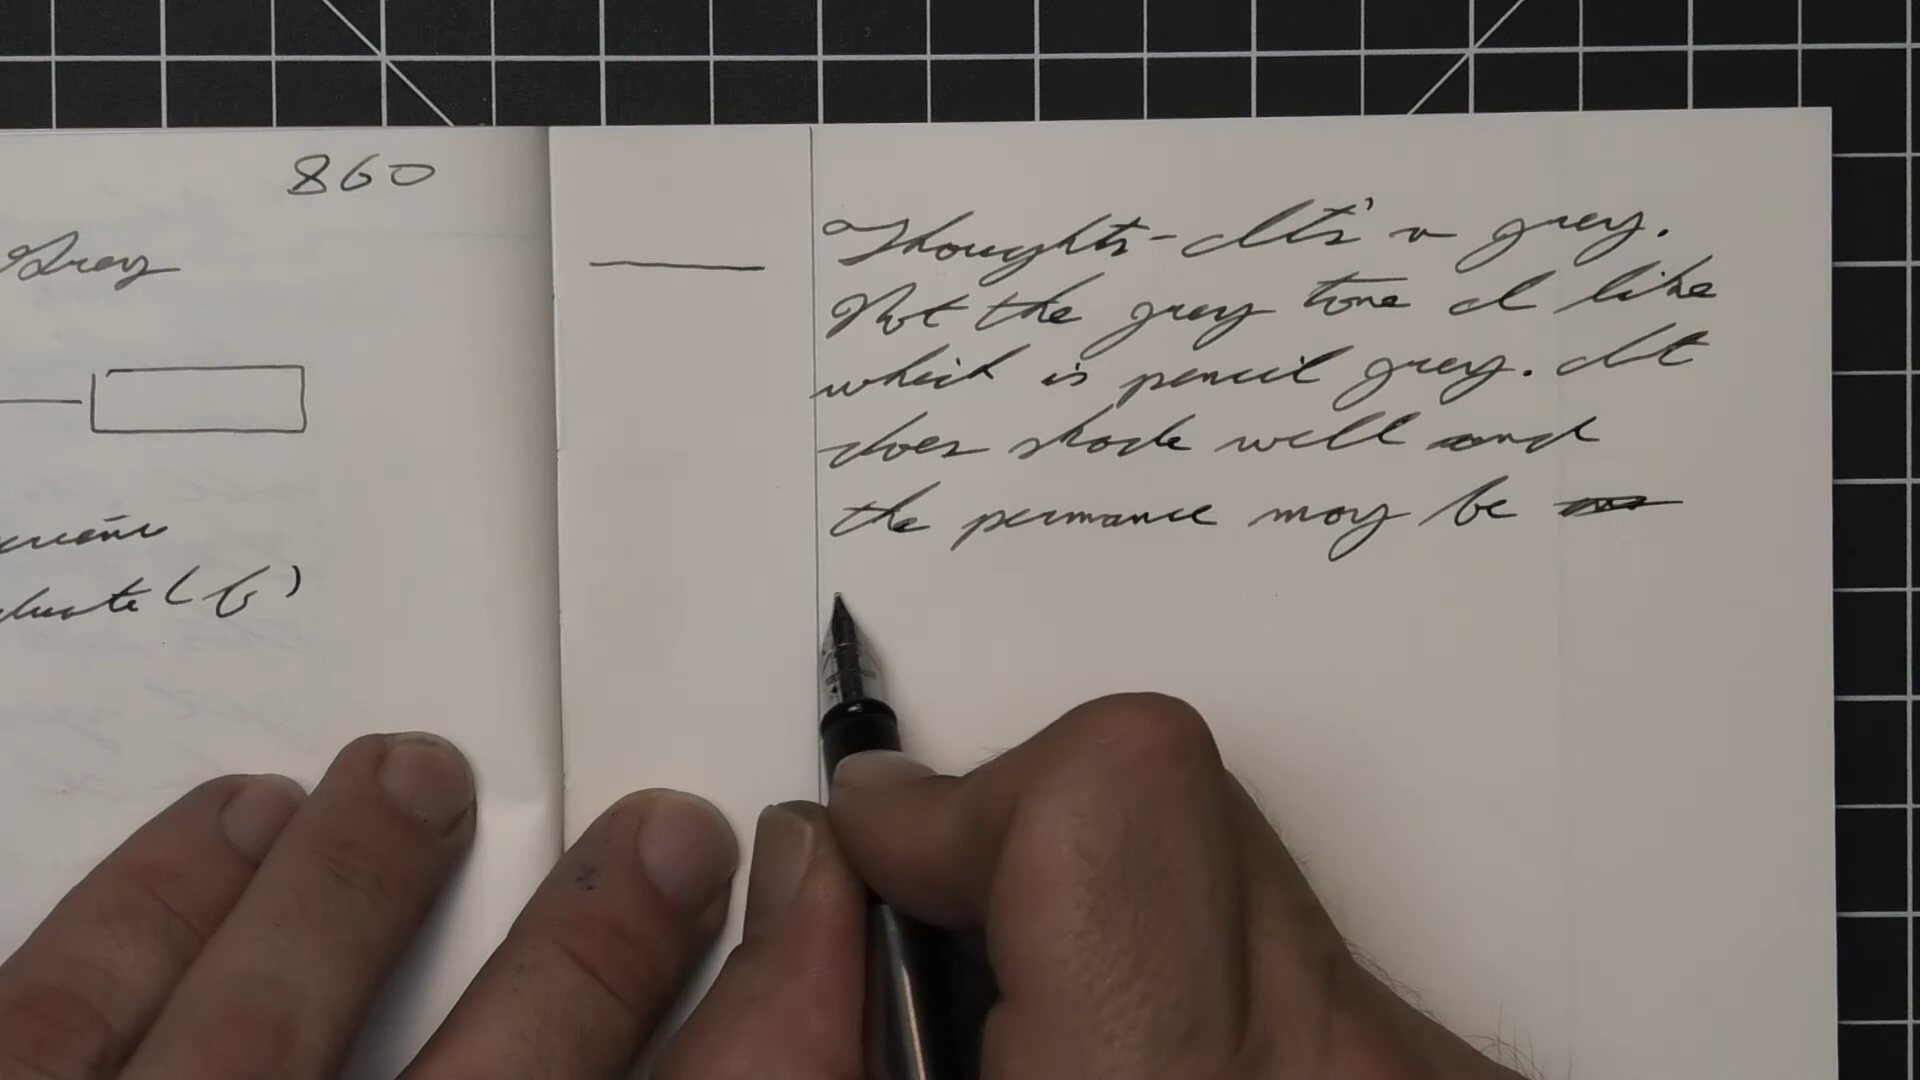 860
Grey
(G)
Thoughts - It's a grey.
Not the grey tone I like
which is pencil grey. It
does shade well and
the permance may be